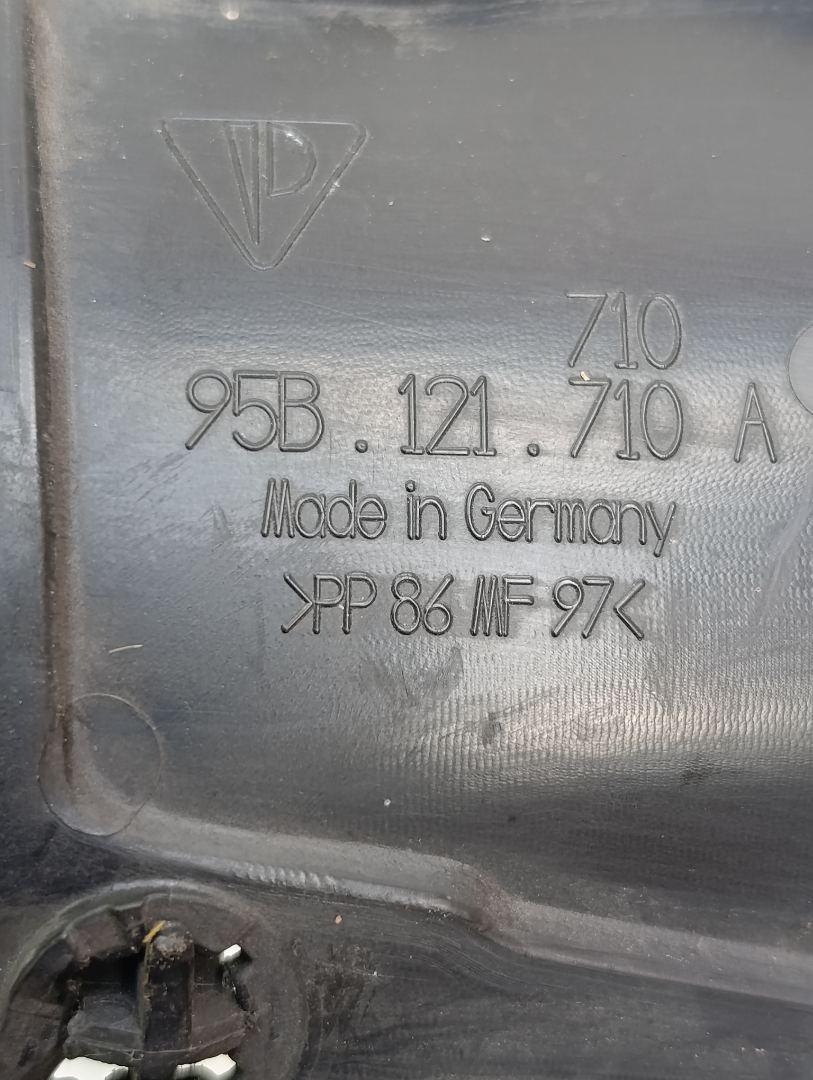 710
95B . 121 . 710 A
Made in Germany
>PP 86 MF 97<